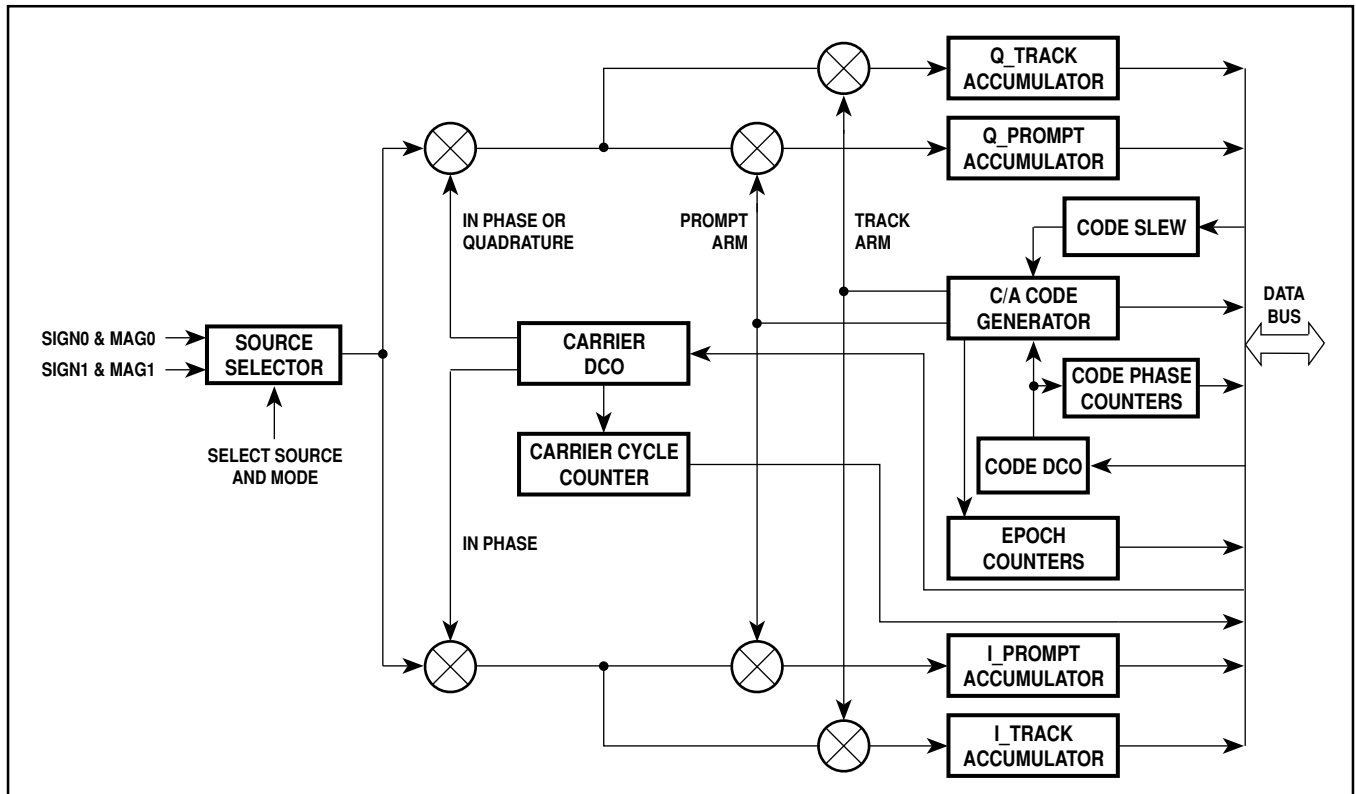 Q_TRACK
ACCUMULATOR
Q_PROMPT
ACCUMULATOR
IN PHASE OR
QUADRATURE
PROMPT
ARM
TRACK
ARM
CODE SLEW
C/A CODE
GENERATOR
DATA
BUS
SIGN0 & MAG0
SIGN1 & MAG1
SOURCE
SELECTOR
CARRIER
DCO
CODE PHASE
COUNTERS
SELECT SOURCE
AND MODE
CARRIER CYCLE
COUNTER
CODE DCO
IN PHASE
EPOCH
COUNTERS
I_PROMPT
ACCUMULATOR
I_TRACK
ACCUMULATOR